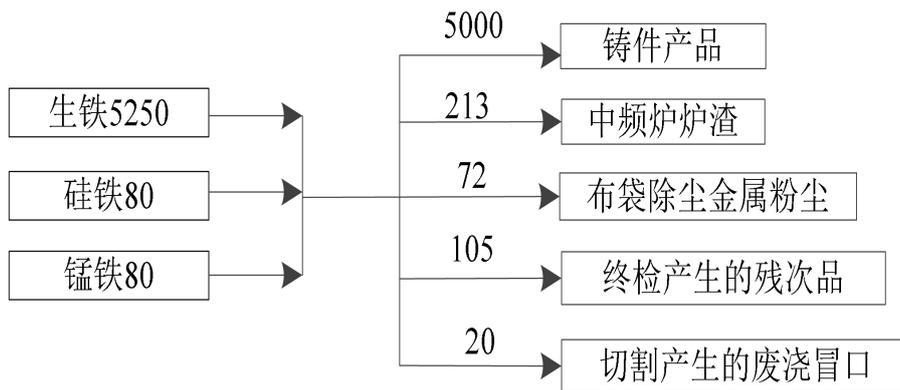 生铁5250
硅铁80
锰铁80
5000
铸件产品
213
中频炉炉渣
72
布袋除尘金属粉尘
105
终检产生的残次品
20
切割产生的废浇冒口